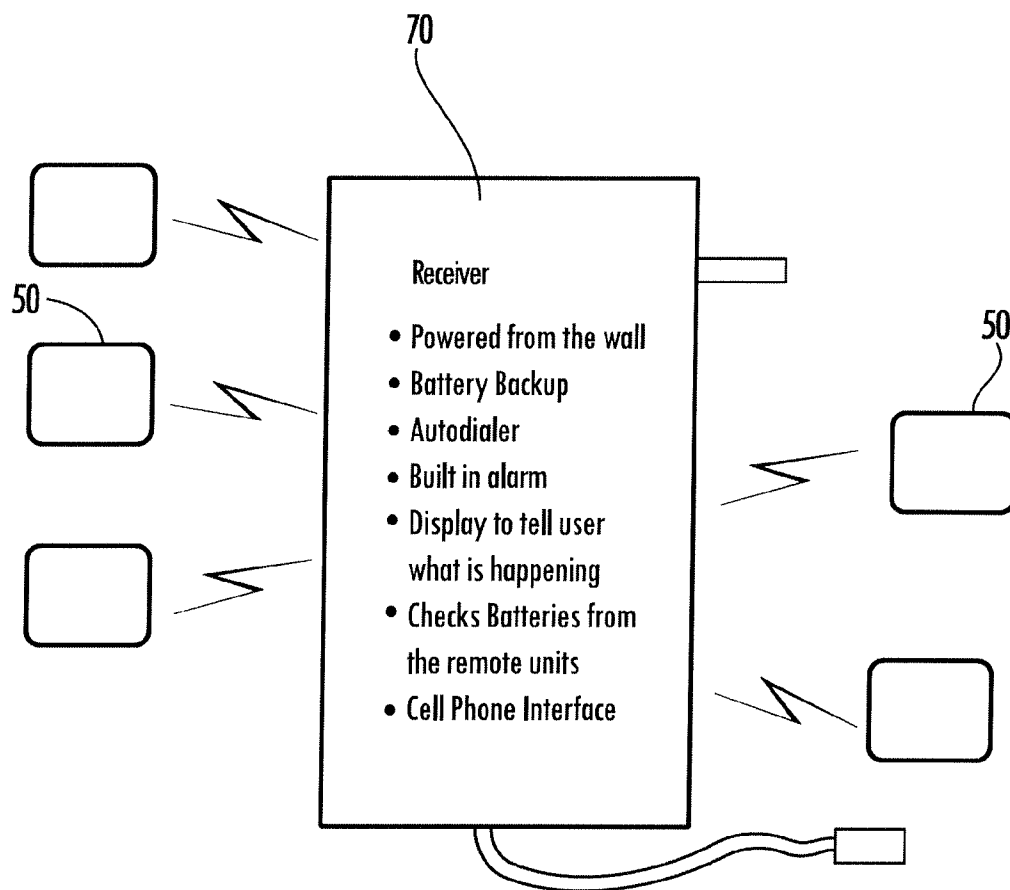 70
50
50
Receiver
• Powered from the wall
• Battery Backup
• Autodialer
• Built in alarm
• Display to tell user
what is happening
• Checks Batteries from
the remote units
• Cell Phone Interface